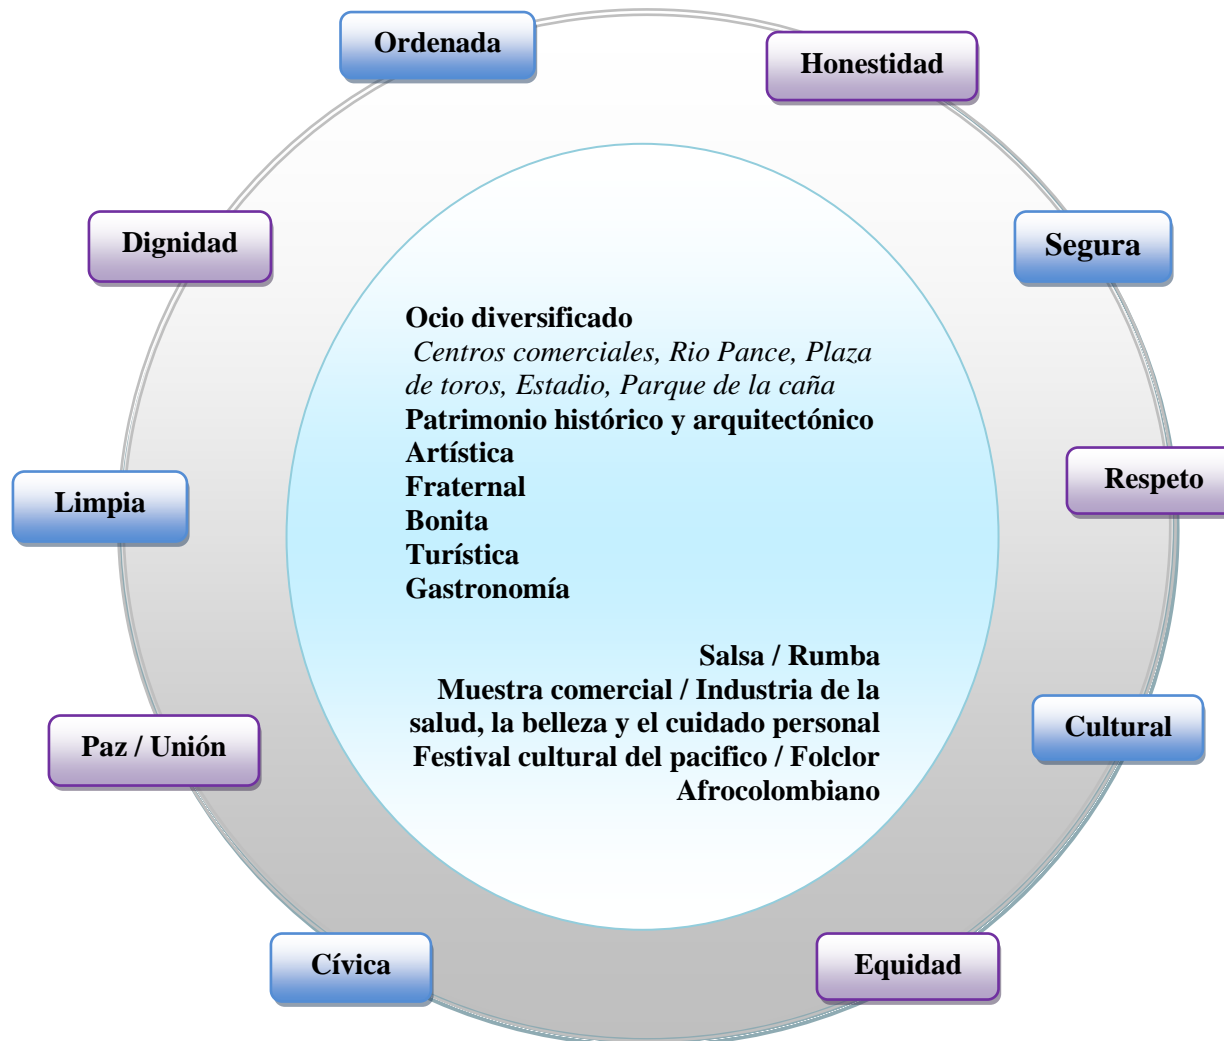 Ordenada
Honestidad
Dignidad
Segura
Ocio diversificado
Centros comerciales, Rio Pance, Plaza
de toros, Estadio, Parque de la caña
Patrimonio histórico y arquitectónico
Artística
Fraternal
Bonita
Turística
Gastronomía
Limpia
Respeto
Salsa / Rumba
Muestra comercial / Industria de la
salud, la belleza y el cuidado personal
Festival cultural del pacifico / Folclor
Afrocolombiano
Paz / Unión
Cultural
Cívica
Equidad